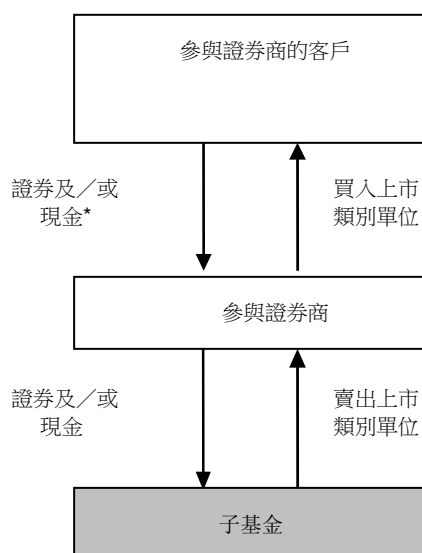 參與證券商的客戶
證券及／或
現金*
買入上市
類別單位
參與證券商
證券及／或
現金
賣出上市
類別單位
子基金